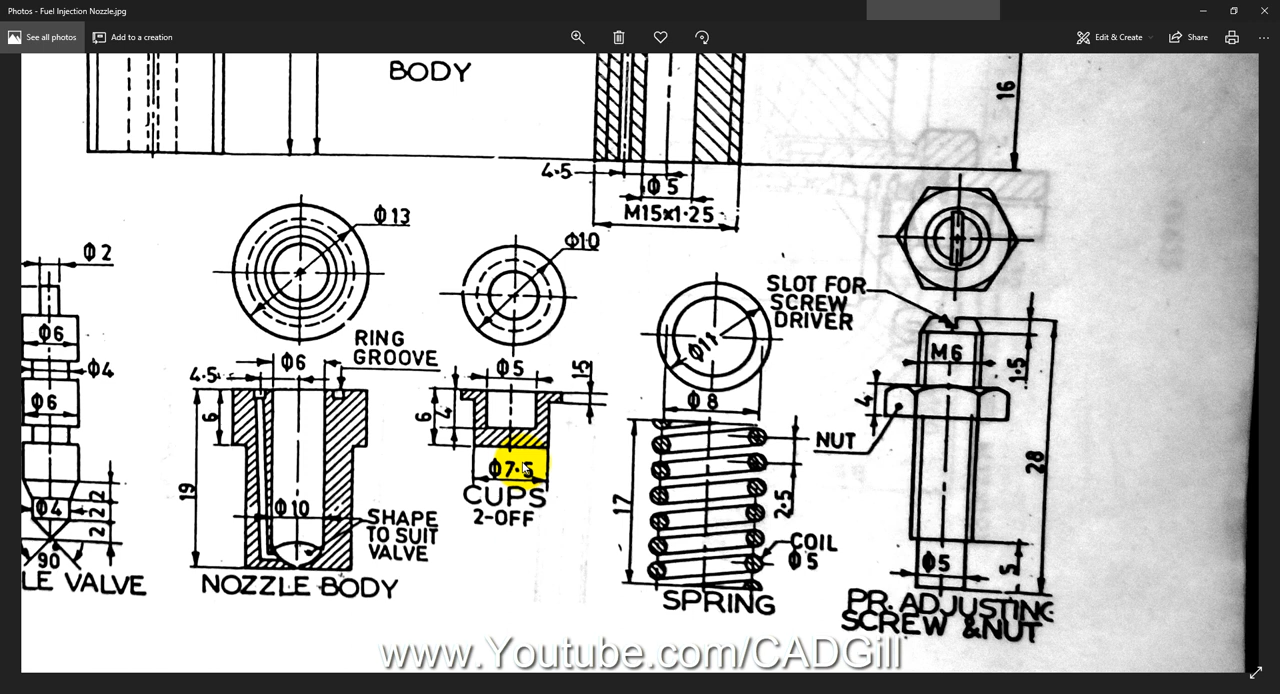 Photos - Fuel Injection Nozzle.jpg
See all photos
Add to a creation
Edit & Create
Share
BODY
16
4.5
Φ5
M15x1.25
Φ13
Φ10
Φ2
Φ6
Φ4
Φ6
Φ4
2
2
2
90
LE VALVE
RING
GROOVE
Φ6
4.5
6
19
Φ10
SHAPE
TO SUIT
VALVE
NOZZLE BODY
Φ5
1.5
6
4
Φ7.5
CUPS
2-OFF
SLOT FOR
SCREW
DRIVER
Φ11
Φ8
17
2.5
COIL
Φ5
SPRING
M6
1.5
4
NUT
28
Φ5
5
PR. ADJUSTING
SCREW & NUT
www.Youtube.com/CADGill